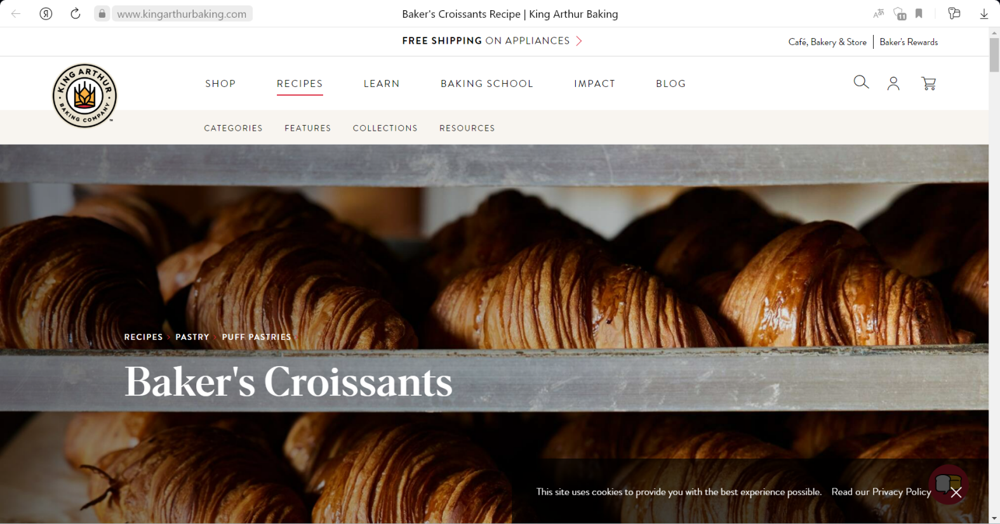 www.kingarthurbaking.com
Baker's Croissants Recipe | King Arthur Baking
11
FREE SHIPPING ON APPLIANCES
Café, Bakery & Store
Baker's Rewards
KING ARTHUR
BAKING COMPANY
SHOP
RECIPES
LEARN
BAKING SCHOOL
IMPACT
BLOG
CATEGORIES
FEATURES
COLLECTIONS
RESOURCES
RECIPES > PASTRY > PUFF PASTRIES
Baker's Croissants
This site uses cookies to provide you with the best experience possible. Read our Privacy Policy